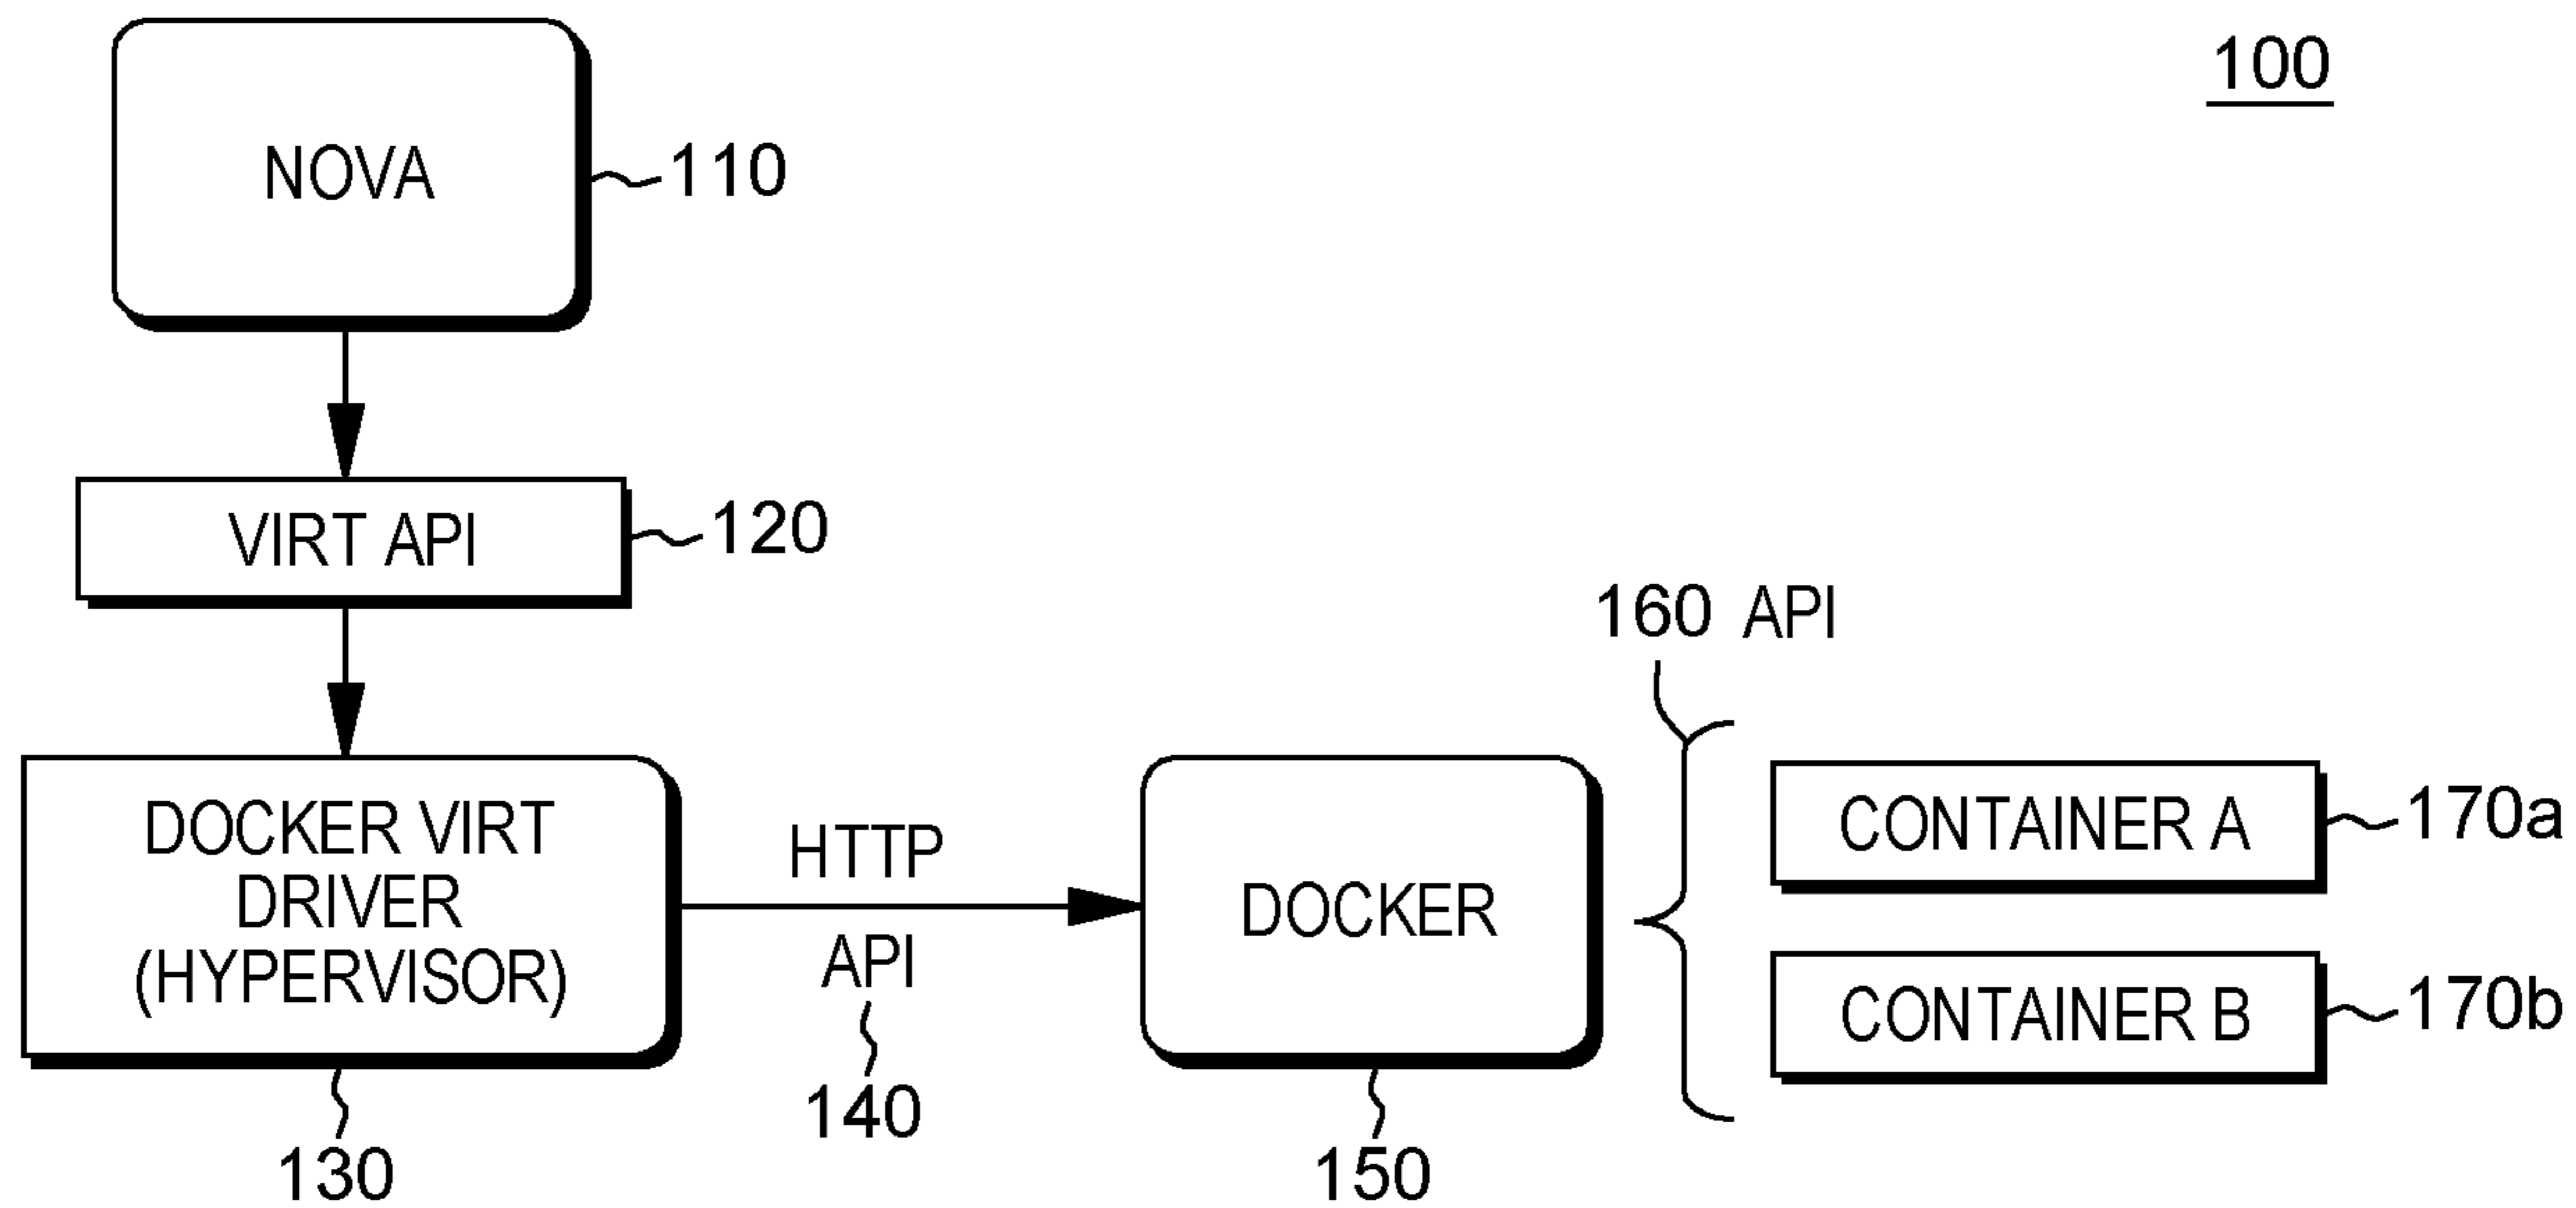 100
NOVA
110
VIRT API
120
160 API
DOCKER VIRT
DRIVER
(HYPERVISOR)
130
HTTP
API
140
DOCKER
150
CONTAINER A
170a
CONTAINER B
170b